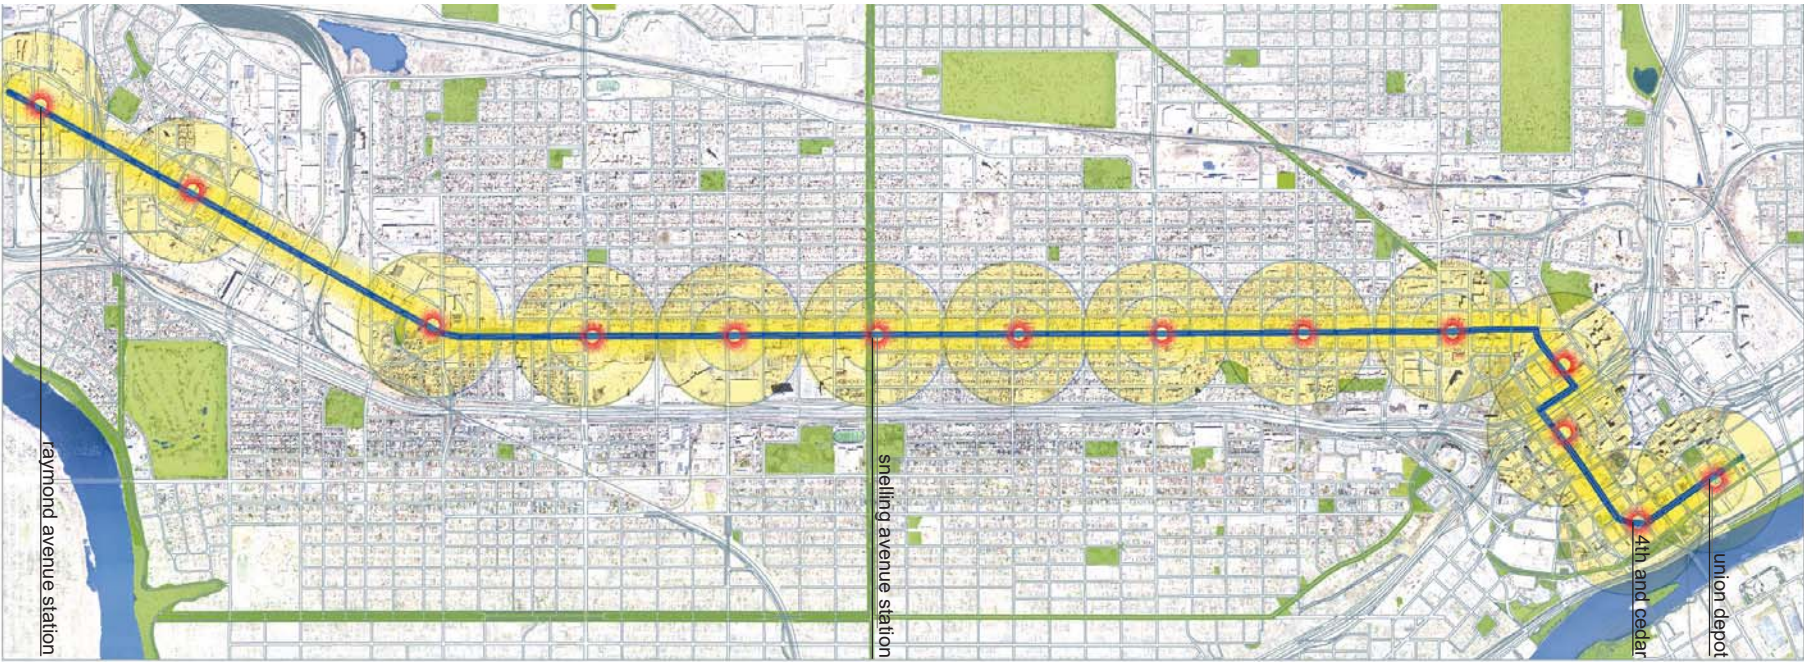 raymond avenue station
snelling avenue station
4th and cedar
union depot